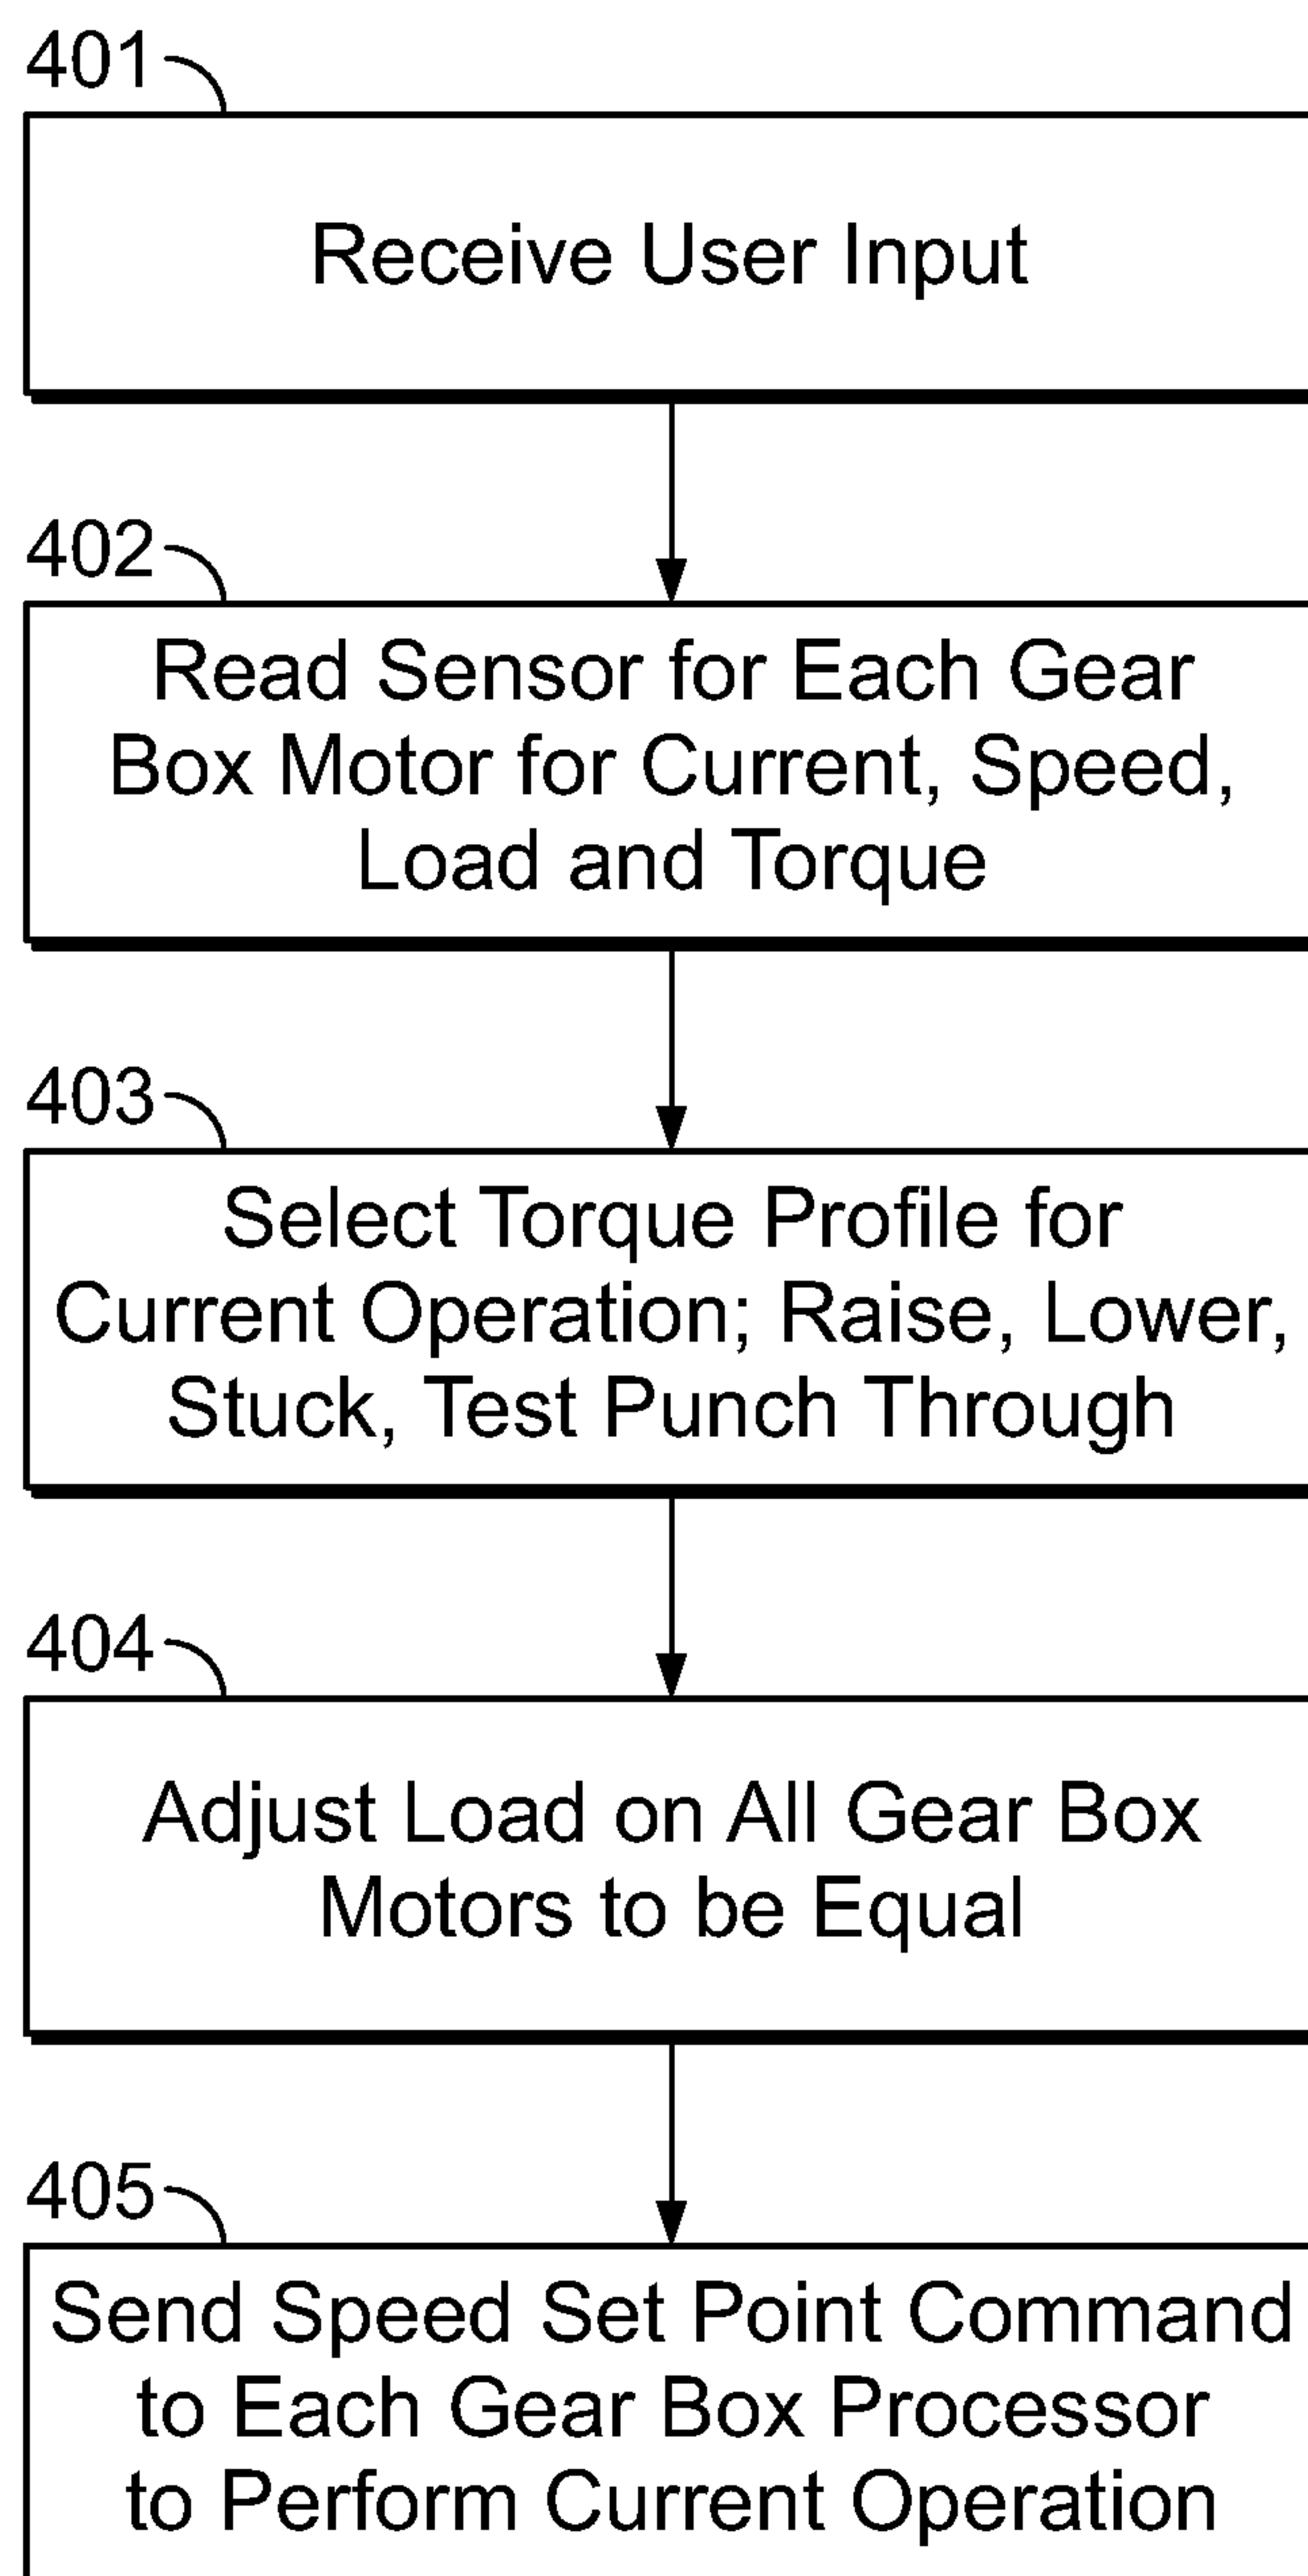 401
Receive User Input
402
Read Sensor for Each Gear
Box Motor for Current, Speed,
Load and Torque
403
Select Torque Profile for
Current Operation; Raise, Lower,
Stuck, Test Punch Through
404
Adjust Load on All Gear Box
Motors to be Equal
405
Send Speed Set Point Command
to Each Gear Box Processor
to Perform Current Operation